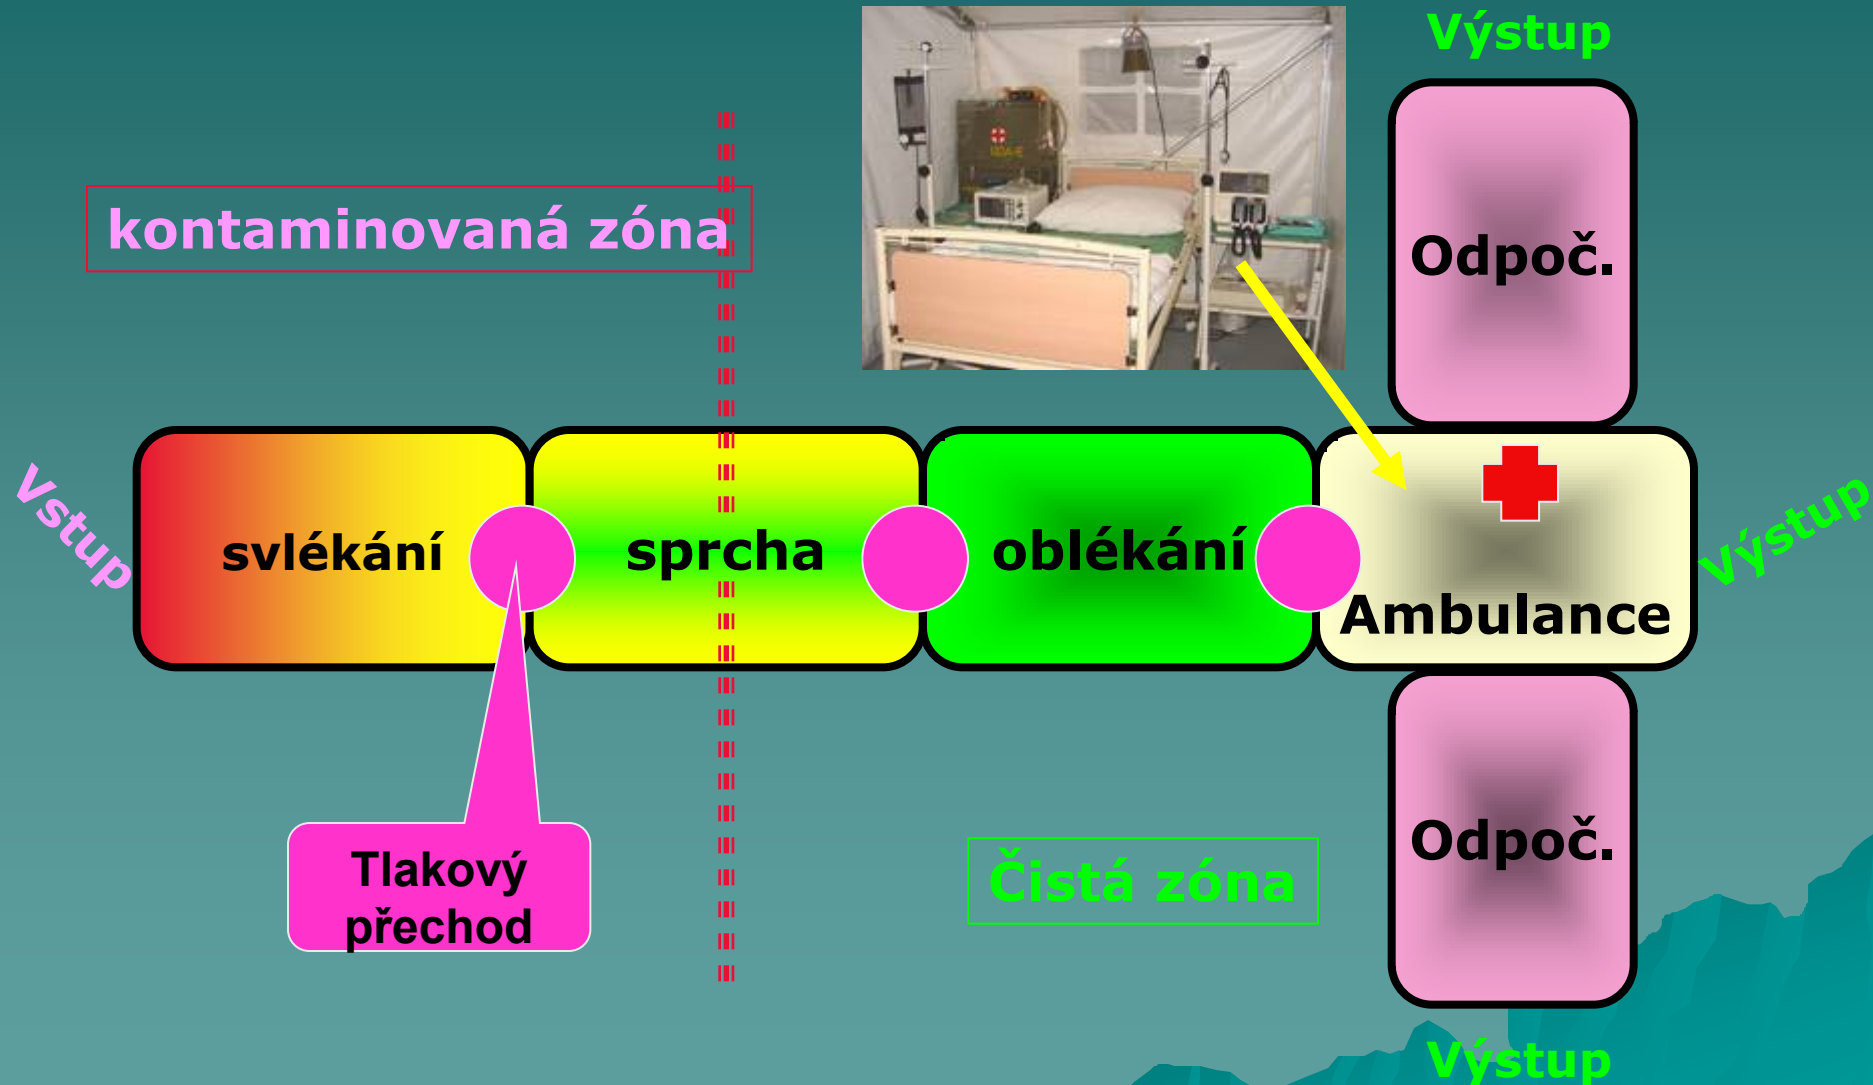 Výstup
kontaminovaná zóna
Odpoč.
Vstup
svlékání
sprcha
oblékání
Ambulance
Výstup
Tlakový
přechod
Čistá zóna
Odpoč.
Výstup